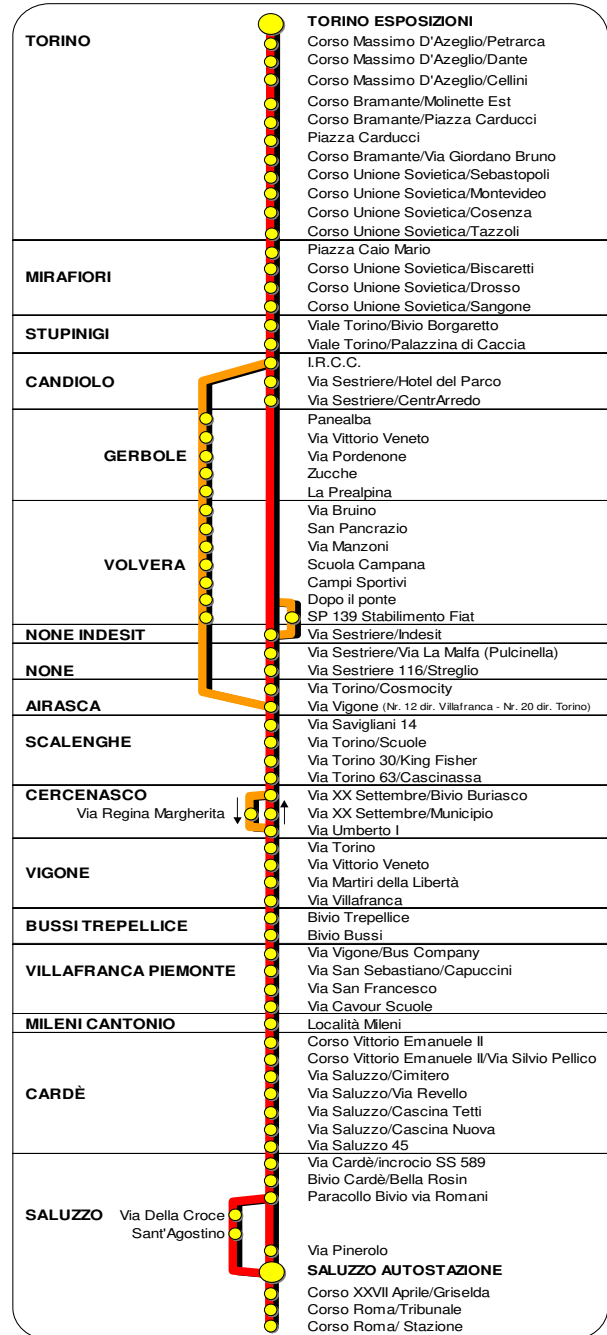 TORINO ESPOSIZIONI
TORINO
Corso Massimo D'Azeglio/Petrarca
Corso Massimo D'Azeglio/Dante
Corso Massimo D'Azeglio/Cellini
Corso Bramante/Molinette Est
Corso Bramante/Piazza Carducci
Piazza Carducci
Corso Bramante/Via Giordano Bruno
Corso Unione Sovietica/Sebastopoli
Corso Unione Sovietica/Montevideo
Corso Unione Sovietica/Cosenza
Corso Unione Sovietica/Tazzoli
MIRAFIORI
Piazza Caio Mario
Corso Unione Sovietica/Biscaretti
Corso Unione Sovietica/Drosso
Corso Unione Sovietica/Sangone
STUPINIGI
Viale Torino/Bivio Borgaretto
Viale Torino/Palazzina di Caccia
CANDIOLO
I.R.C.C.
Via Sestriere/Hotel del Parco
Via Sestriere/CentrArredo
GERBOLE
Panealba
Via Vittorio Veneto
Via Pordenone
Zucche
La Prealpina
VOLVERA
Via Bruino
San Pancrazio
Via Manzoni
Scuola Campana
Campi Sportivi
Dopo il ponte
SP 139 Stabilimento Fiat
NONE INDESIT
Via Sestriere/Indesit
NONE
Via Sestriere/Via La Malfa (Pulcinella)
Via Sestriere 116/Streglio
AIRASCA
Via Torino/Cosmocity
Via Vigone (Nr. 12 dir. Villafranca - Nr. 20 dir. Torino)
SCALENGHE
Via Savigliani 14
Via Torino/Scuole
Via Torino 30/King Fisher
Via Torino 63/Cascinassa
CERCENASCO
Via XX Settembre/Bivio Buriasco
Via Regina Margherita
Via XX Settembre/Municipio
Via Umberto I
VIGONE
Via Torino
Via Vittorio Veneto
Via Martiri della Libertà
Via Villafranca
BUSSI TREPELLICE
Bivio Trepellice
Bivio Bussi
VILLAFRANCA PIEMONTE
Via Vigone/Bus Company
Via San Sebastiano/Capuccini
Via San Francesco
Via Cavour Scuole
MILENI CANTONIO
Località Mileni
CARDÈ
Corso Vittorio Emanuele II
Corso Vittorio Emanuele II/Via Silvio Pellico
Via Saluzzo/Cimitero
Via Saluzzo/Via Revello
Via Saluzzo/Cascina Tetti
Via Saluzzo/Cascina Nuova
Via Saluzzo 45
SALUZZO
Via Cardè/incrocio SS 589
Bivio Cardè/Bella Rosin
Paracollo Bivio via Romani
Via Della Croce
Sant'Agostino
Via Pinerolo
SALUZZO AUTOSTAZIONE
Corso XXVII Aprile/Griselda
Corso Roma/Tribunale
Corso Roma/ Stazione